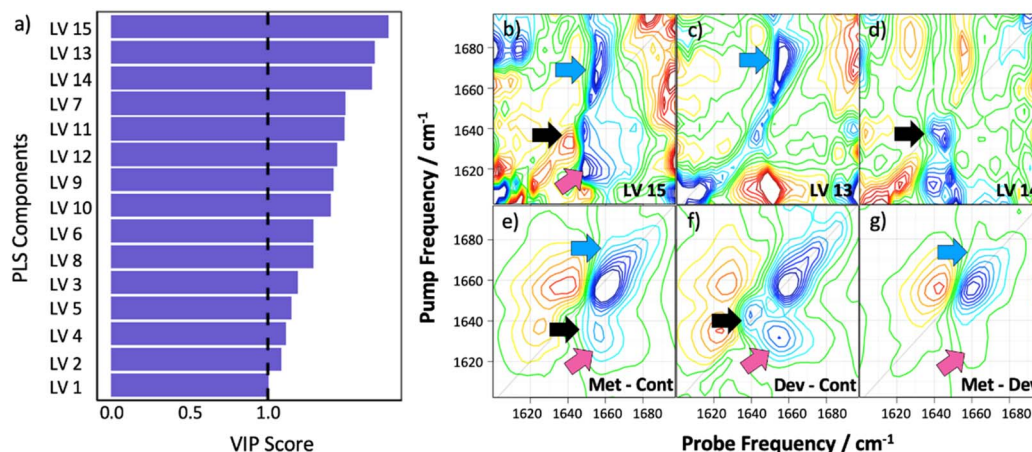 a)
LV 15
LV 13
LV 14
LV 7
LV 11
LV 12
LV 9
LV 10
LV 6
LV 8
LV 3
LV 5
LV 4
LV 2
LV 1
PLS Components
0.0 0.5 1.0
VIP Score
Pump Frequency / cm⁻¹
1680
1660
1640
1620
b)
LV 15
c)
LV 13
d)
LV 14
1680
1660
1640
1620
e)
Met - Cont
f)
Dev - Cont
g)
Met - Dev
1620 1640 1660 1680 1620 1640 1660 1680 1620 1640 1660 1680
Probe Frequency / cm⁻¹